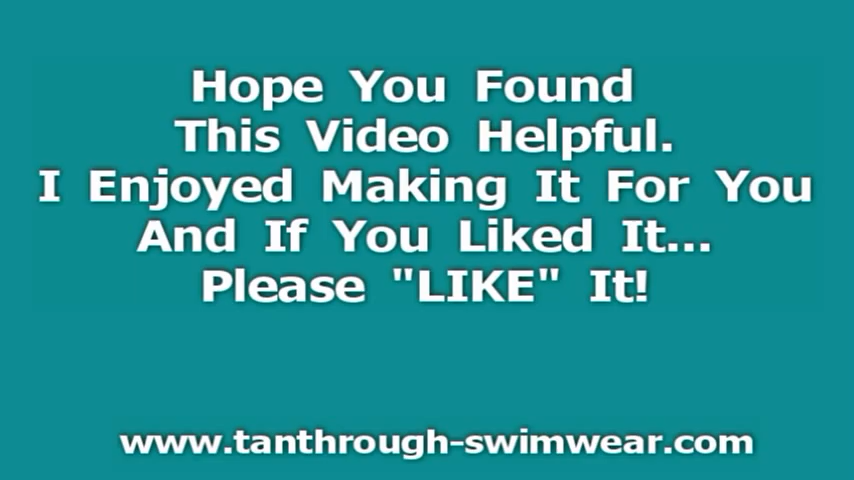 Hope You Found
This Video Helpful.
I Enjoyed Making It For You
And If You Liked It...
Please "LIKE" It!
www.tanthrough-swimwear.com